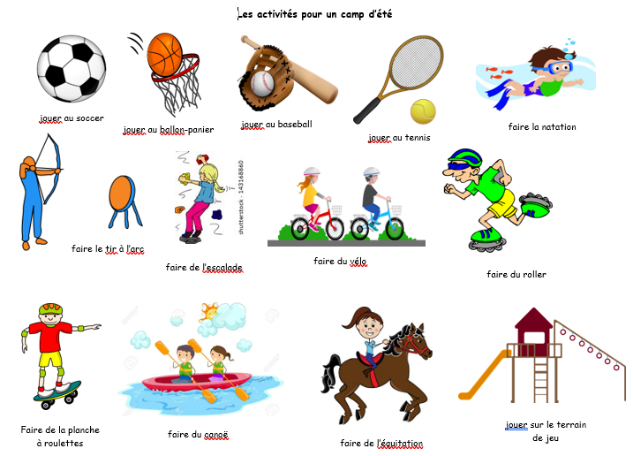 Les activités pour un camp d'été
jouer au soccer
jouer au ballon-panier
jouer au baseball
jouer au tennis
faire la natation
faire le tir à l'arc
faire de l'escalade
shutterstock - 143168860
faire du vélo
faire du roller
Faire de la planche
à roulettes
faire du canoë
faire de l'équitation
jouer sur le terrain
de jeu